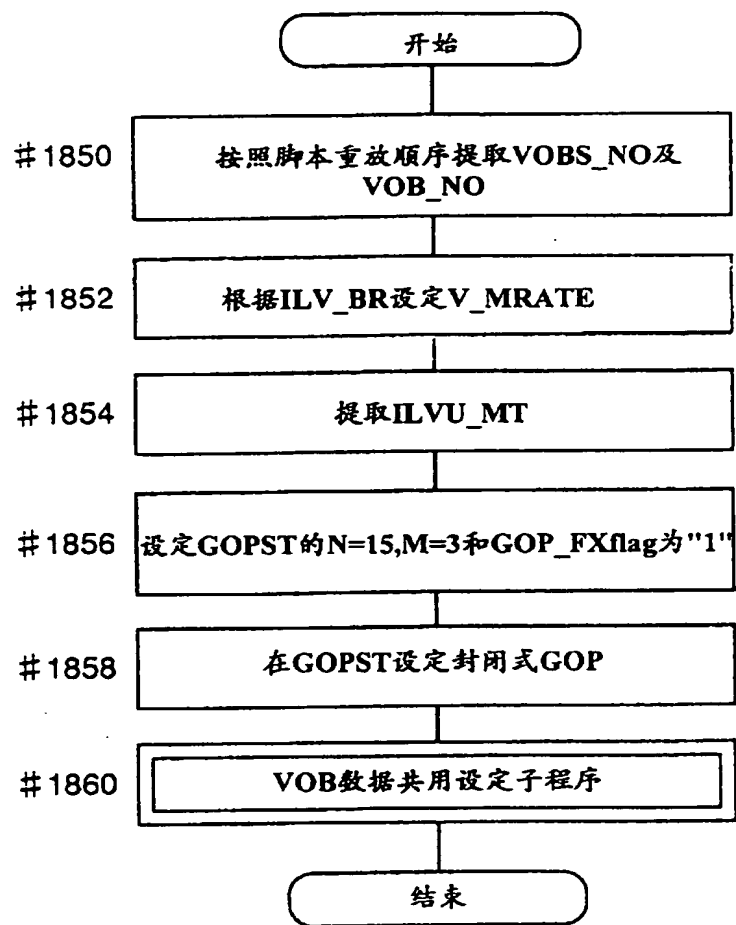 开始
#1850
按照脚本重放顺序提取VOBS_NO及
VOB_NO
#1852
根据ILV_BR设定V_MRATE
#1854
提取ILVU_MT
#1856
设定GOPST的N=15,M=3和GOP_FXflag为"1"
#1858
在GOPST设定封闭式GOP
#1860
VOB数据共用设定子程序
结束